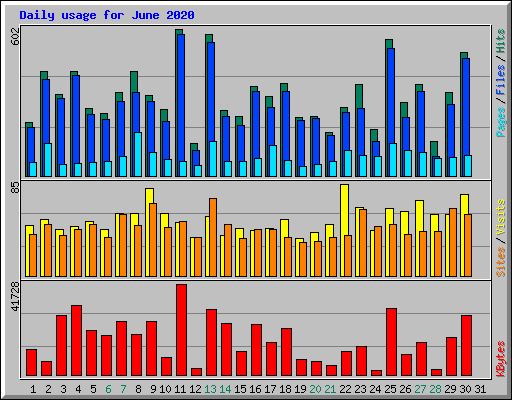 Daily usage for June 2020
602
Pages / Files / Hits
85
Sites / Visits
41728
KBytes
1 2 3 4 5 6 7 8 9 10 11 12 13 14 15 16 17 18 19 20 21 22 23 24 25 26 27 28 29 30 31